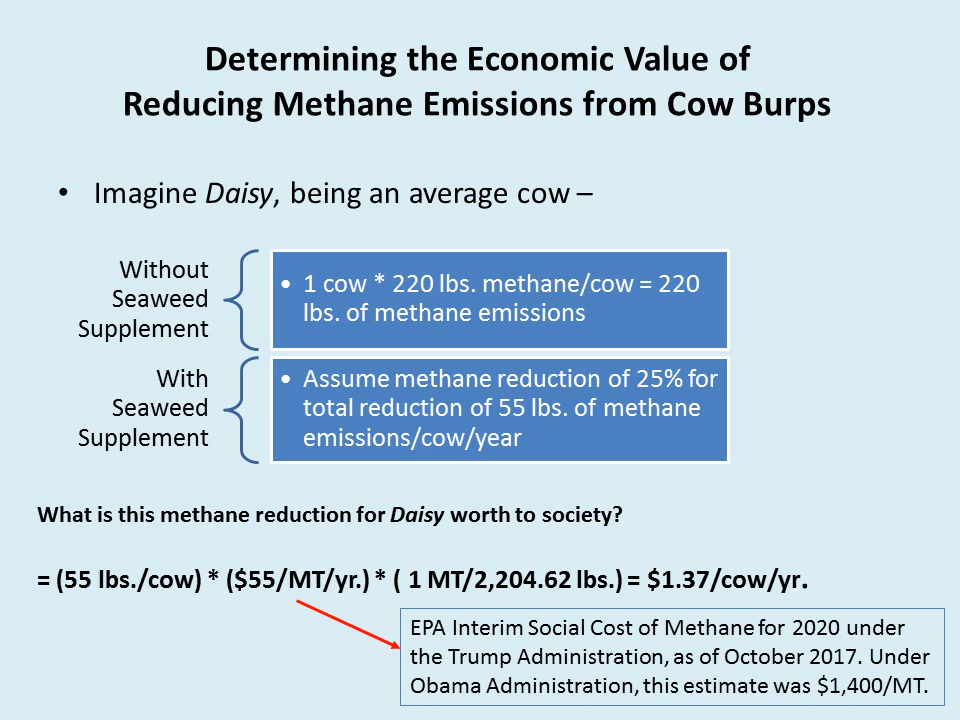 Determining the Economic Value of
Reducing Methane Emissions from Cow Burps
• Imagine Daisy, being an average cow –
Without
Seaweed
Supplement
• 1 cow * 220 lbs. methane/cow = 220
lbs. of methane emissions
With
Seaweed
Supplement
• Assume methane reduction of 25% for
total reduction of 55 lbs. of methane
emissions/cow/year
What is this methane reduction for Daisy worth to society?
= (55 lbs./cow) * ($55/MT/yr.) * ( 1 MT/2,204.62 lbs.) = $1.37/cow/yr.
EPA Interim Social Cost of Methane for 2020 under
the Trump Administration, as of October 2017. Under
Obama Administration, this estimate was $1,400/MT.